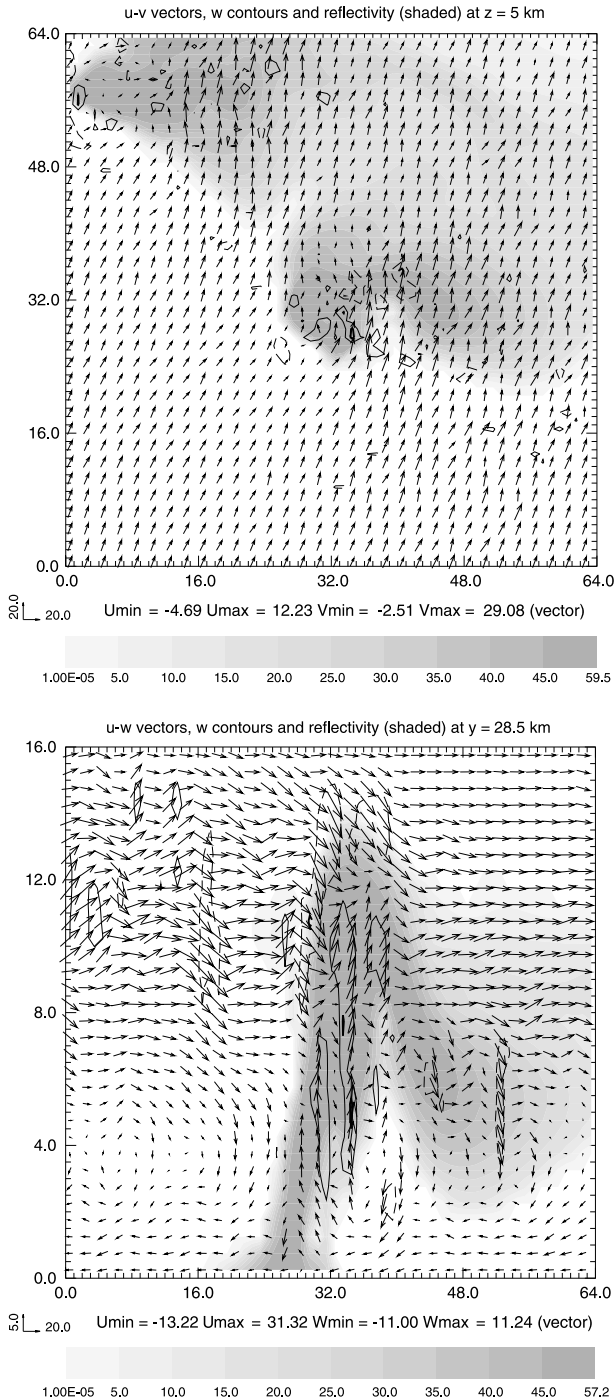 u-v vectors, w contours and reflectivity (shaded) at z = 5 km
64.0
48.0
32.0
16.0
0.0
0.0 16.0 32.0 48.0 64.0
20.0
20.0
Umin = -4.69 Umax = 12.23 Vmin = -2.51 Vmax = 29.08 (vector)
1.00E-05 5.0 10.0 15.0 20.0 25.0 30.0 35.0 40.0 45.0 59.5
u-w vectors, w contours and reflectivity (shaded) at y = 28.5 km
16.0
12.0
8.0
4.0
0.0
0.0 16.0 32.0 48.0 64.0
5.0
20.0
Umin = -13.22 Umax = 31.32 Wmin = -11.00 Wmax = 11.24 (vector)
1.00E-05 5.0 10.0 15.0 20.0 25.0 30.0 35.0 40.0 45.0 57.2